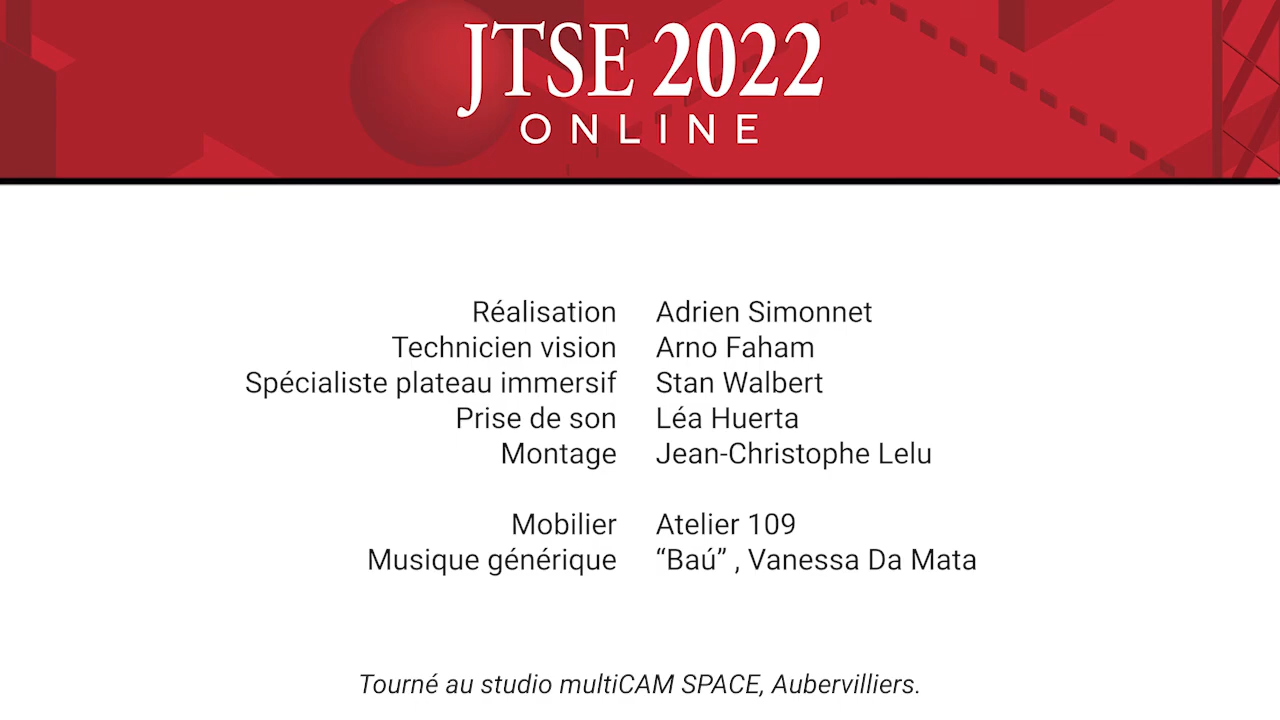 JTSE 2022
ONLINE
Réalisation Adrien Simonnet
Technicien vision Arno Faham
Spécialiste plateau immersif Stan Walbert
Prise de son Léa Huerta
Montage Jean-Christophe Lelu
Mobilier Atelier 109
Musique générique “Baú” , Vanessa Da Mata
Tourné au studio multiCAM SPACE, Aubervilliers.